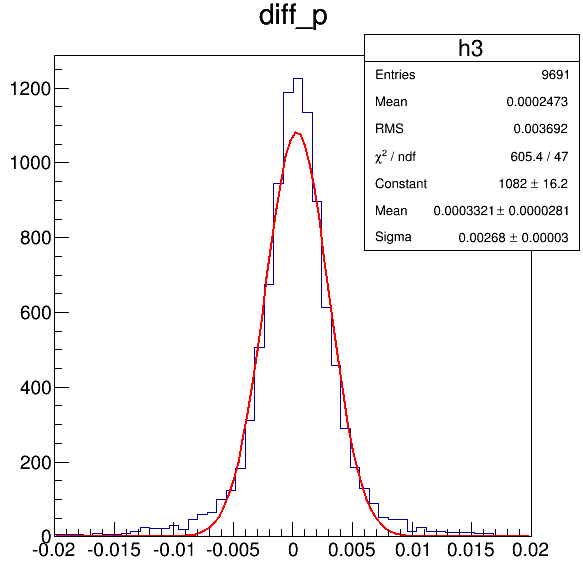 diff_p
h3
Entries 9691
Mean 0.0002473
RMS 0.003692
χ² / ndf 605.4 / 47
Constant 1082 ± 16.2
Mean 0.0003321 ± 0.0000281
Sigma 0.00268 ± 0.00003
1200
1000
800
600
400
200
0
-0.02 -0.015 -0.01 -0.005 0 0.005 0.01 0.015 0.02